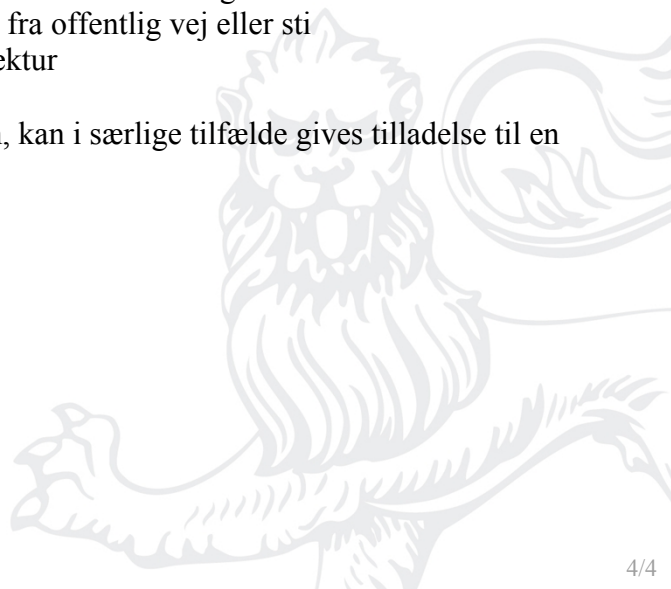 fra offentlig vej eller sti
ektur
, kan i særlige tilfælde gives tilladelse til en
4/4